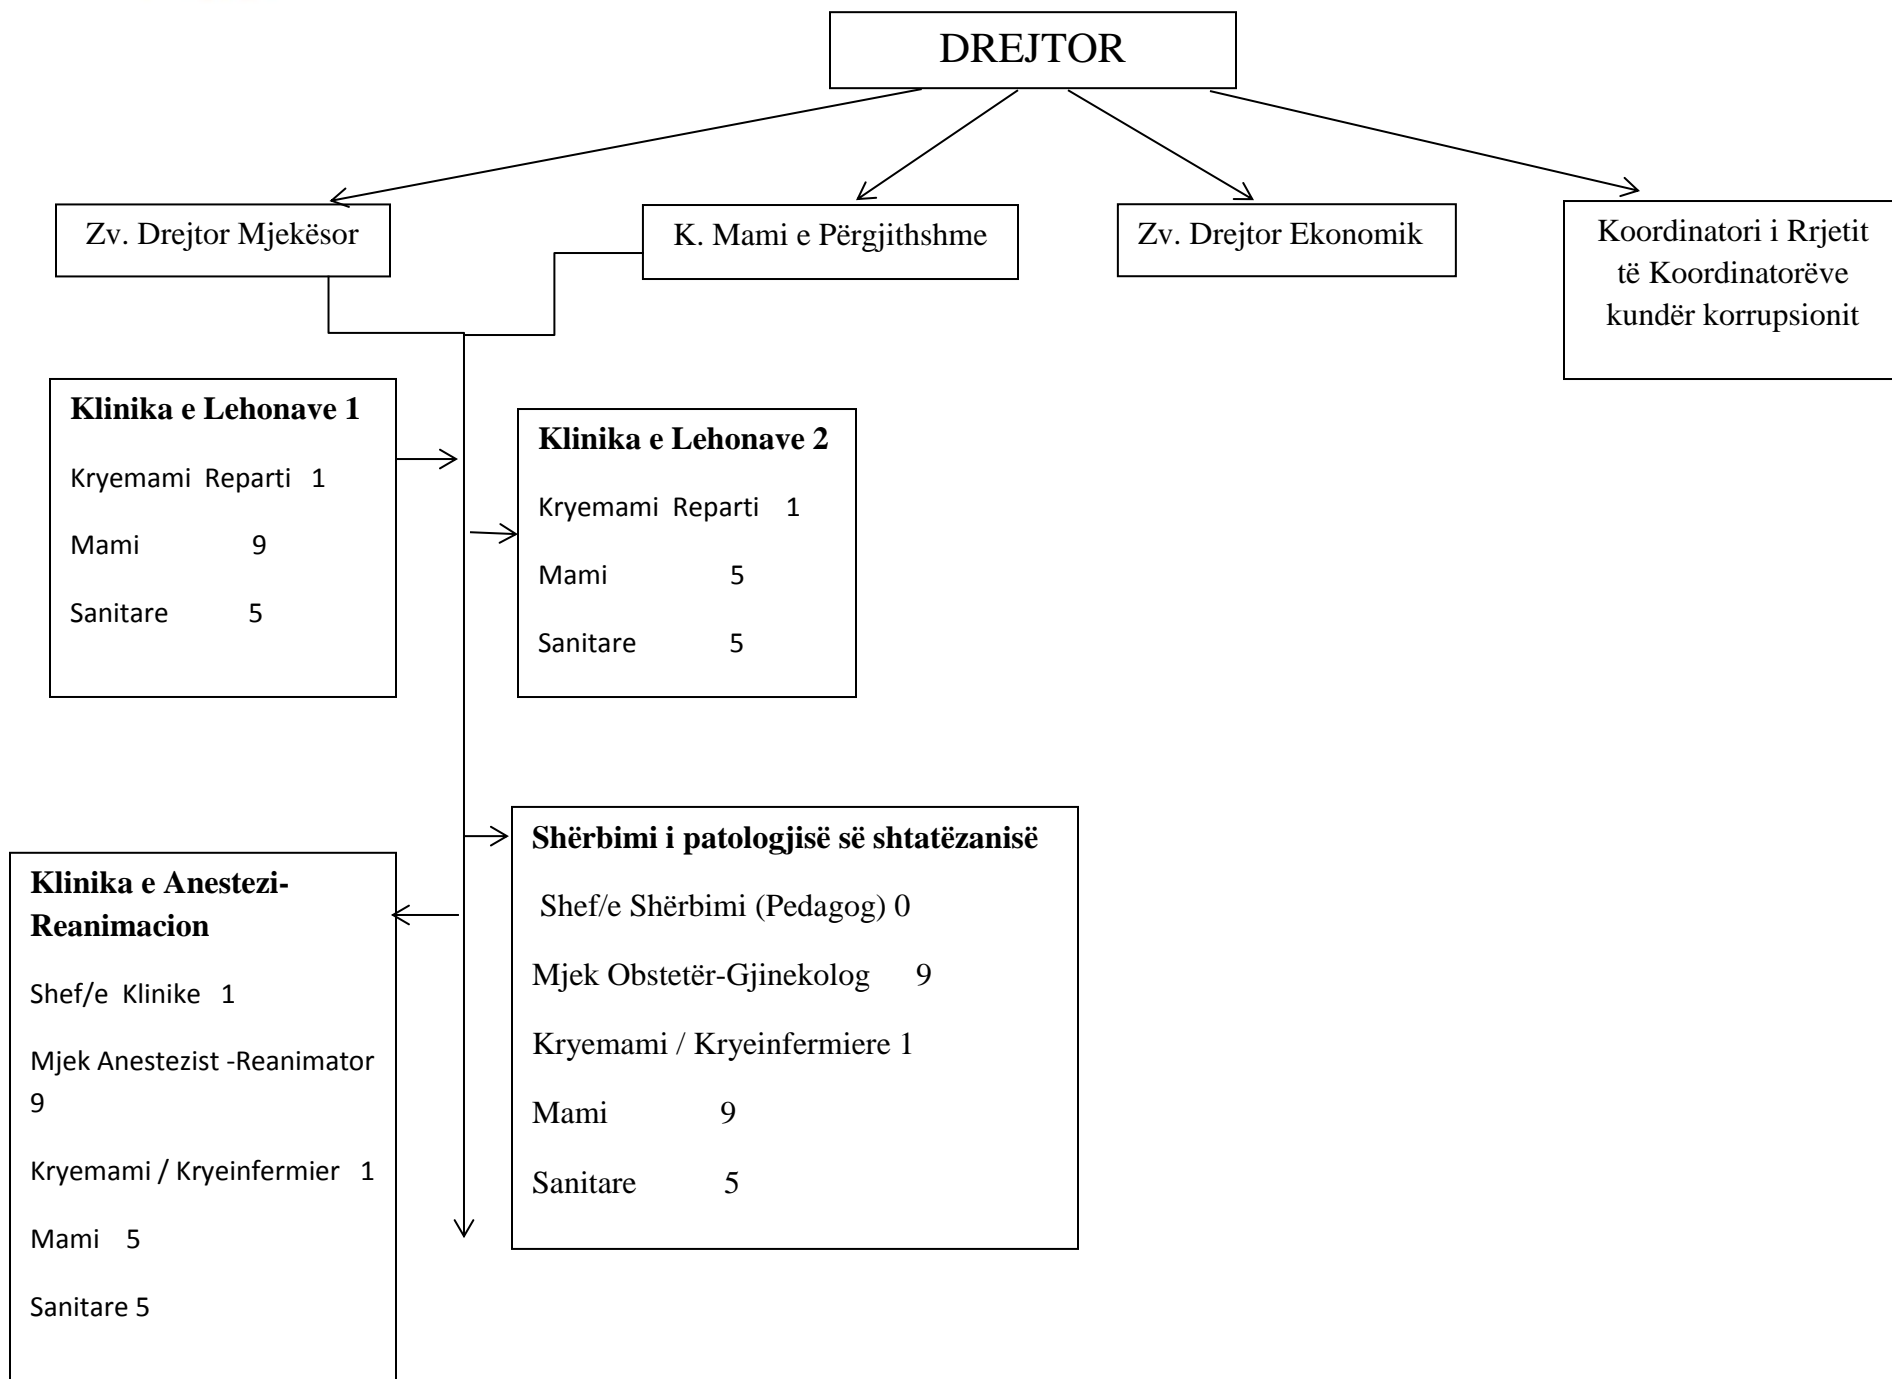 DREJTOR
Zv. Drejtor Mjekësor
K. Mami e Përgjithshme
Zv. Drejtor Ekonomik
Koordinatori i Rrjetit
të Koordinatorëve
kundër korrupsionit
Klinika e Lehonave 1
Kryemami Reparti 1
Mami 9
Sanitare 5
Klinika e Lehonave 2
Kryemami Reparti 1
Mami 5
Sanitare 5
Klinika e Anestezi-
Reanimacion
Shef/e Klinike 1
Mjek Anestezist -Reanimator
9
Kryemami / Kryeinfermier 1
Mami 5
Sanitare 5
Shërbimi i patologjisë së shtatëzanisë
Shef/e Shërbimi (Pedagog) 0
Mjek Obstetër-Gjinekolog 9
Kryemami / Kryeinfermiere 1
Mami 9
Sanitare 5